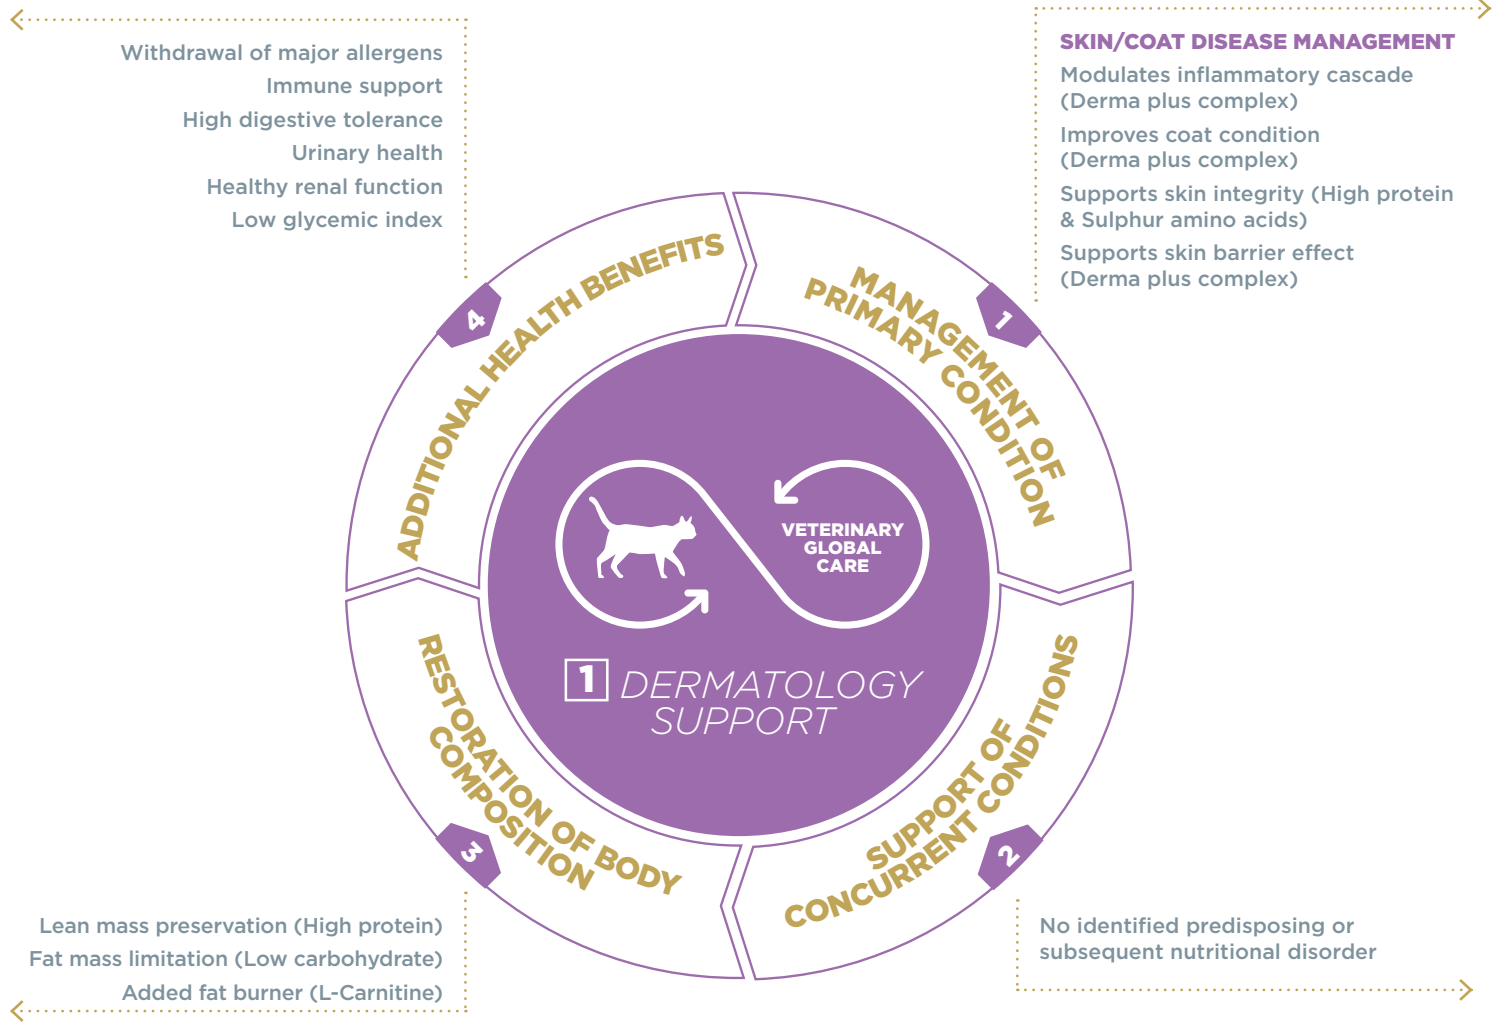 Withdrawal of major allergens
Immune support
High digestive tolerance
Urinary health
Healthy renal function
Low glycemic index
SKIN/COAT DISEASE MANAGEMENT
Modulates inflammatory cascade
(Derma plus complex)
Improves coat condition
(Derma plus complex)
Supports skin integrity (High protein
& Sulphur amino acids)
Supports skin barrier effect
(Derma plus complex)
4
ADDITIONAL HEALTH BENEFITS
1
MANAGEMENT OF
PRIMARY CONDITION
VETERINARY
GLOBAL
CARE
1 DERMATOLOGY
SUPPORT
3
RESTORATION OF BODY
COMPOSITION
2
SUPPORT OF
CONCURRENT CONDITIONS
Lean mass preservation (High protein)
Fat mass limitation (Low carbohydrate)
Added fat burner (L-Carnitine)
No identified predisposing or
subsequent nutritional disorder